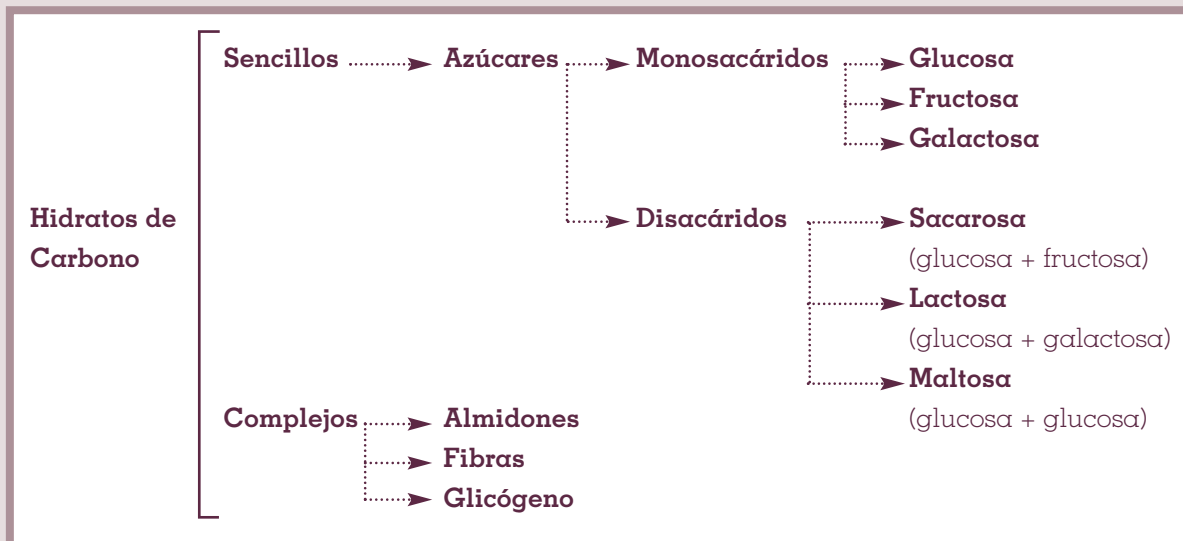 Sencillos Azúcares Monosacáridos Glucosa
Fructosa
Galactosa
Hidratos de Disacáridos Sacarosa
Carbono (glucosa + fructosa)
Lactosa
(glucosa + galactosa)
Maltosa
Complejos Almidones (glucosa + glucosa)
Fibras
Glicógeno